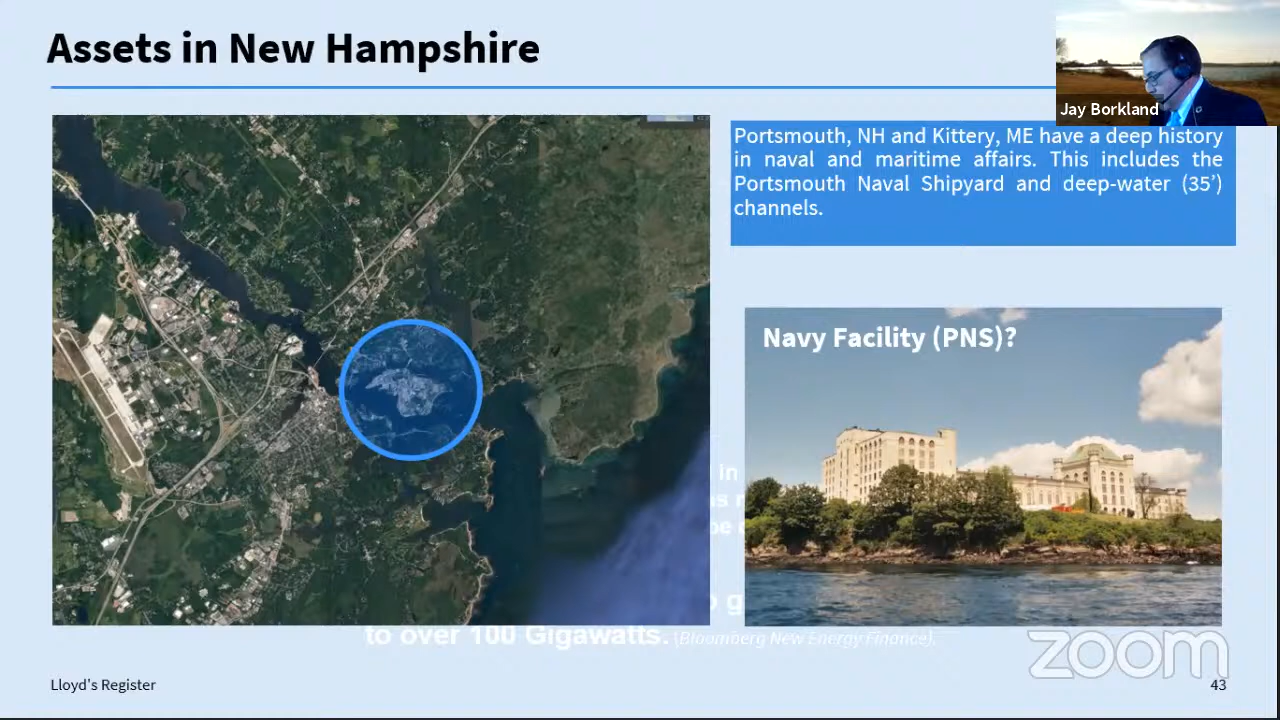 Assets in New Hampshire
Jay Borkland
Portsmouth, NH and Kittery, ME have a deep history
in naval and maritime affairs. This includes the
Portsmouth Naval Shipyard and deep-water (35’)
channels.
Navy Facility (PNS)?
in
to over 100 Gigawatts. (Bloomberg New Energy Finance).
zoom
Lloyd's Register
43